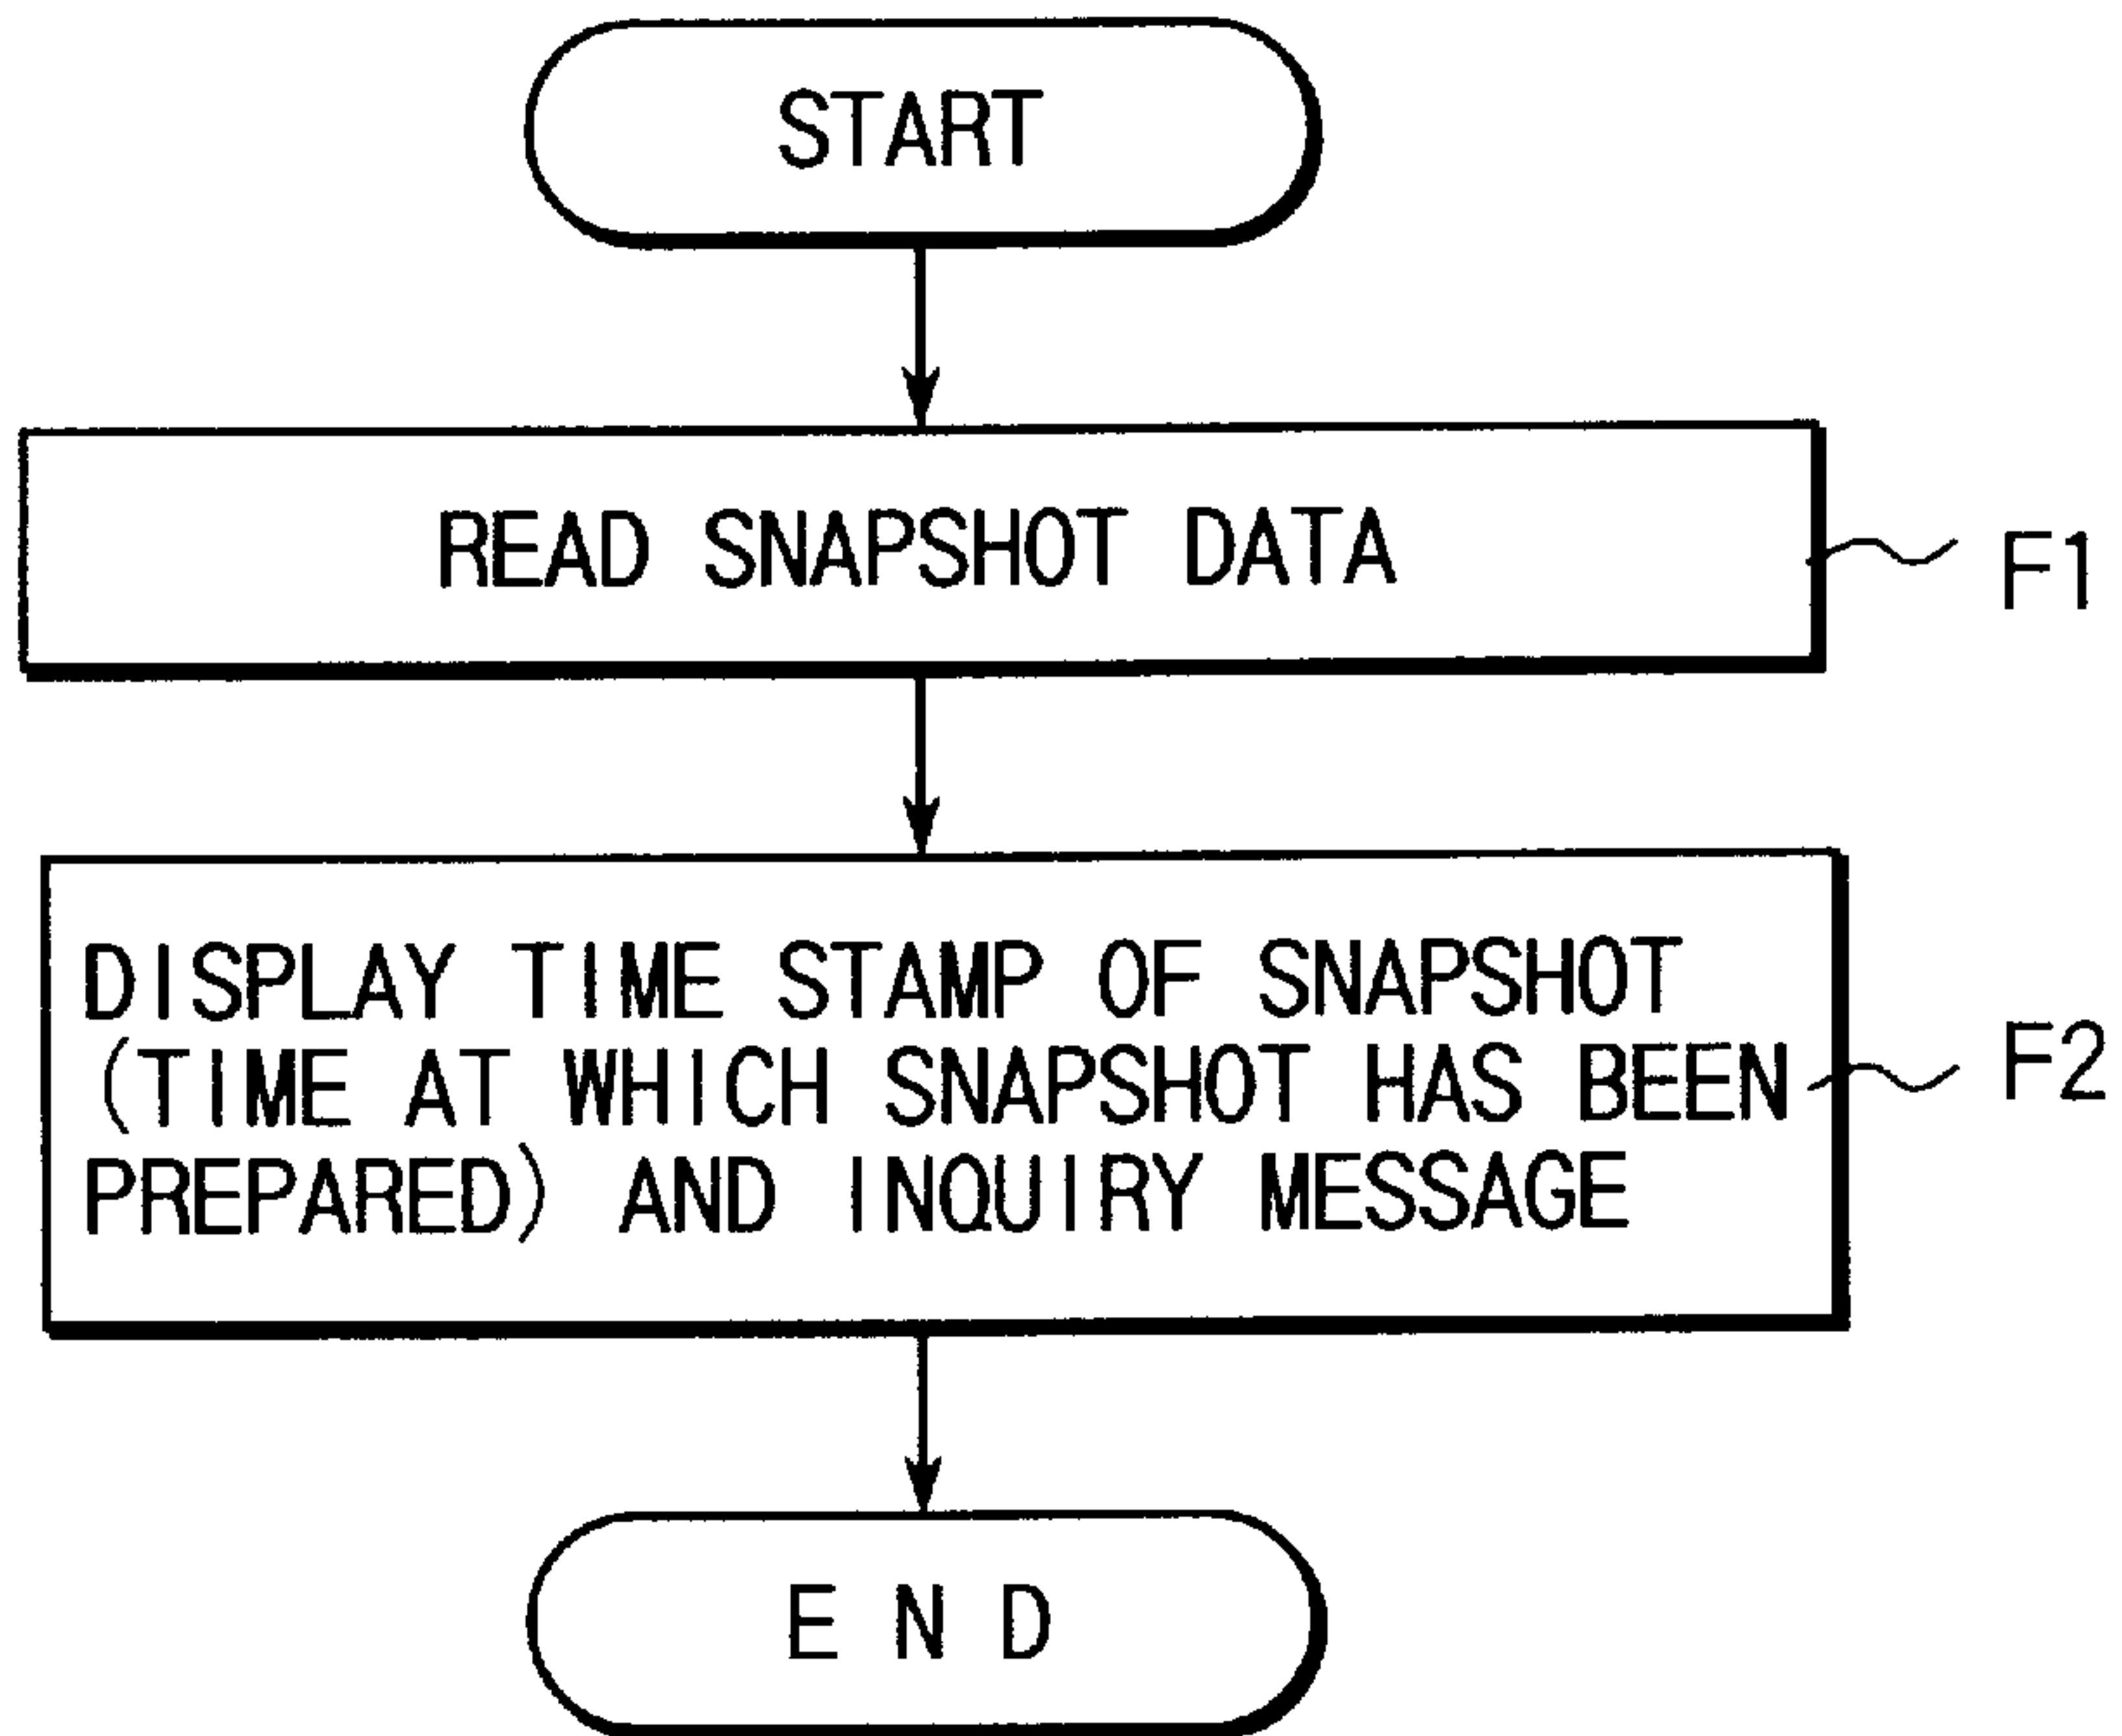 START
READ SNAPSHOT DATA
F1
DISPLAY TIME STAMP OF SNAPSHOT
(TIME AT WHICH SNAPSHOT HAS BEEN
PREPARED) AND INQUIRY MESSAGE
F2
END